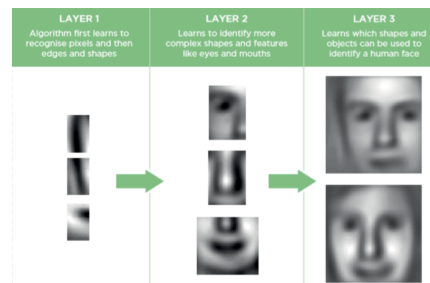 LAYER 1
Algorithm first learns to
recognise pixels and then
edges and shapes
LAYER 2
Learns to identify more
complex shapes and features
like eyes and mouths
LAYER 3
Learns which shapes and
objects can be used to
identify a human face